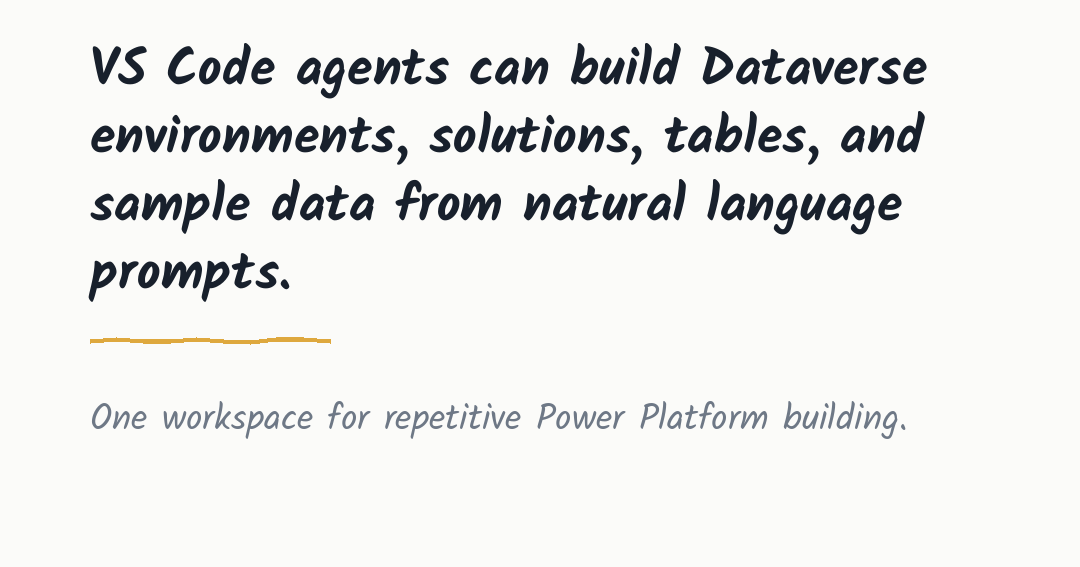 VS Code agents can build Dataverse
environments, solutions, tables, and
sample data from natural language
prompts.
One workspace for repetitive Power Platform building.